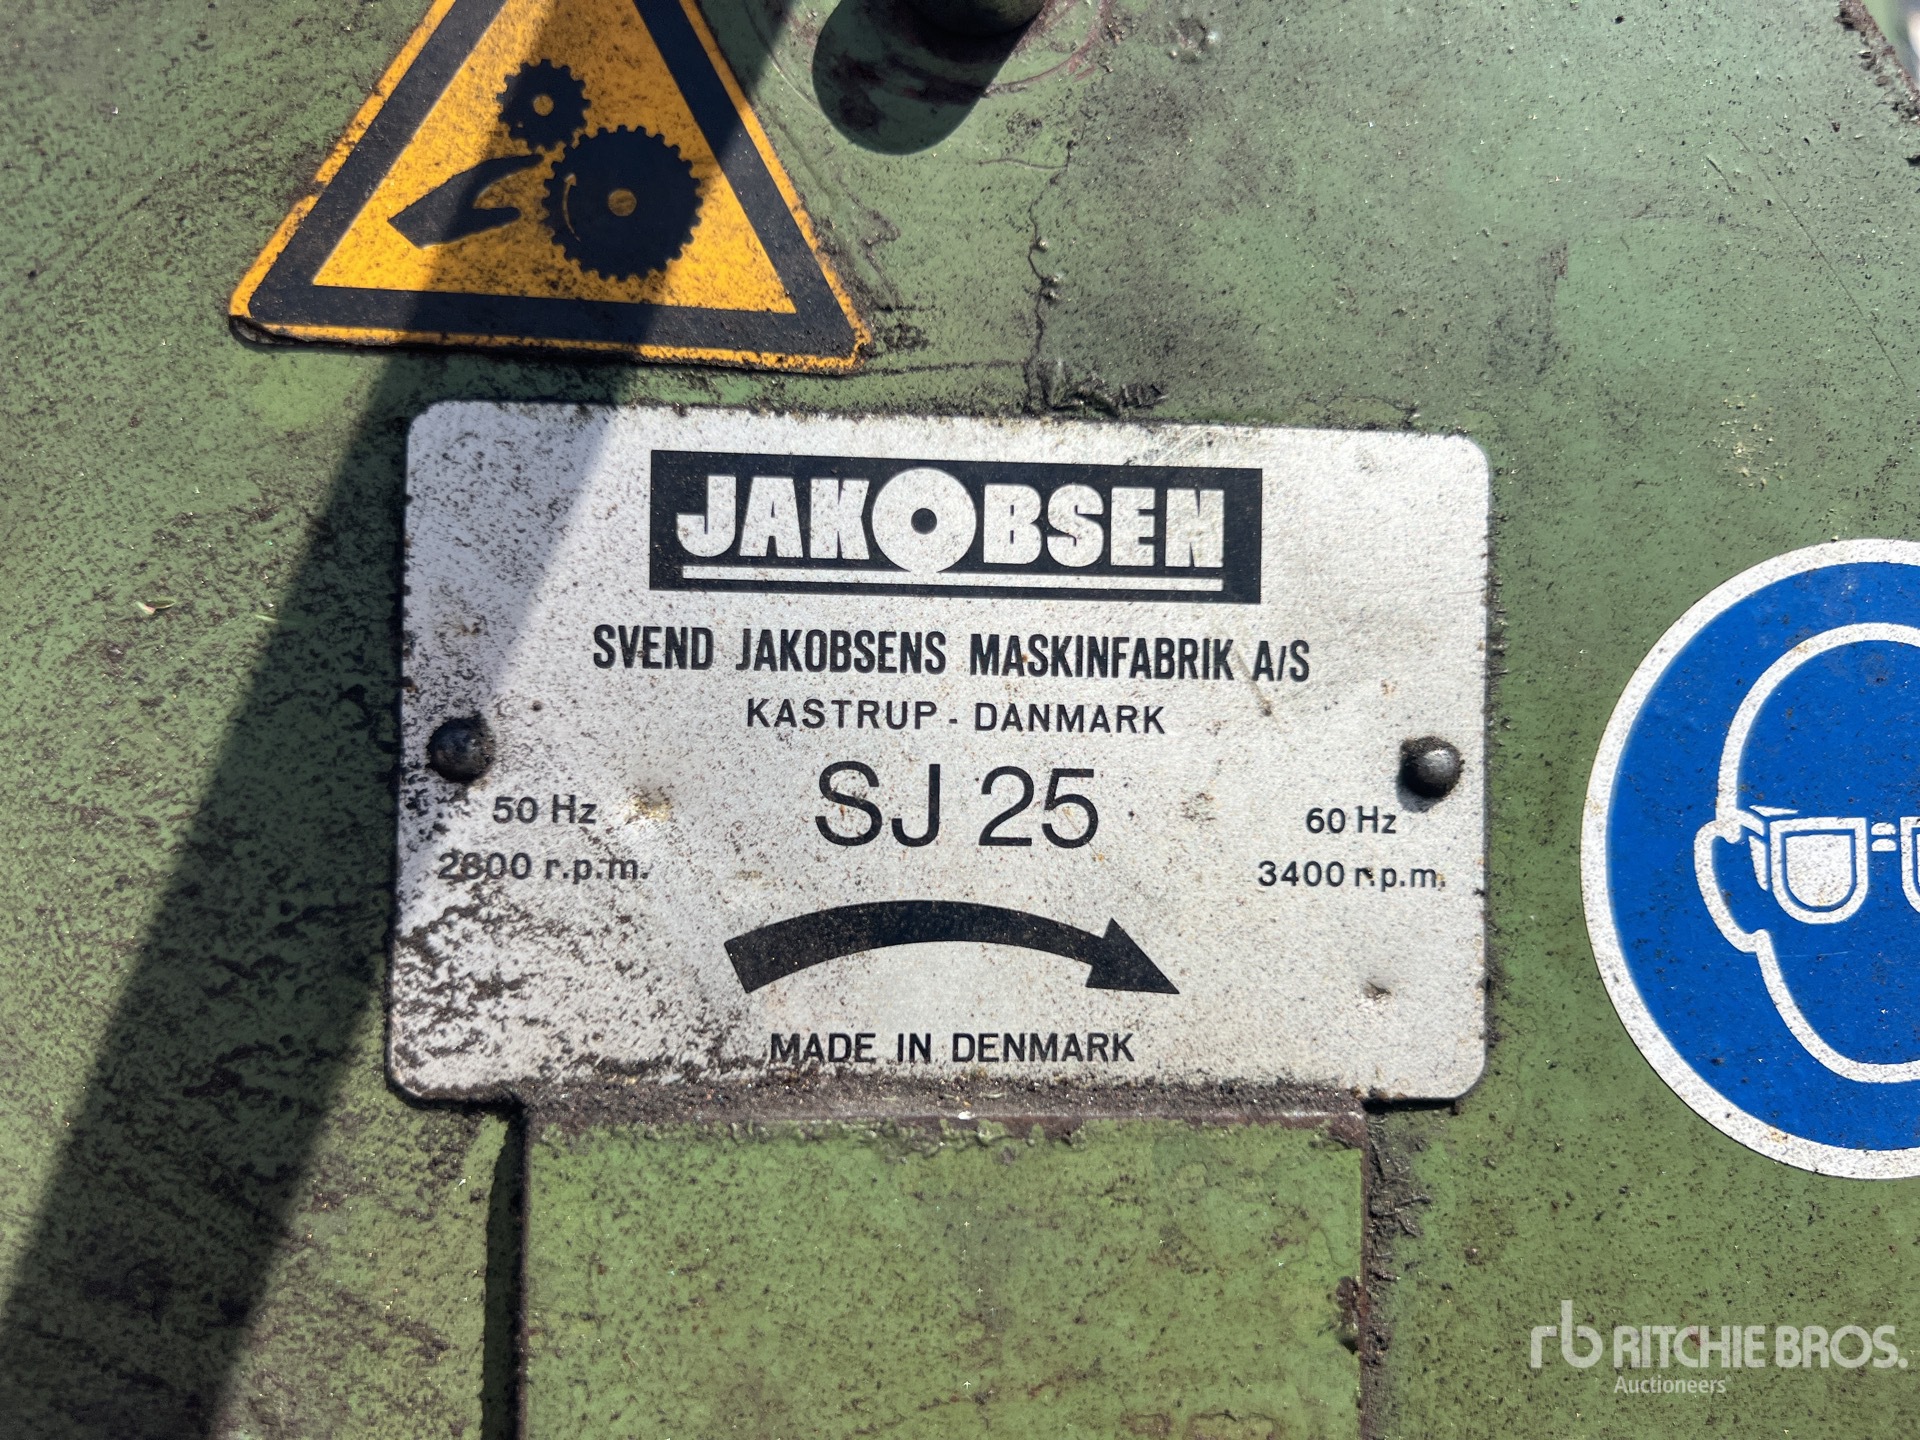 JAKOBSEN
SVEND JAKOBSENS MASKINFABRIK A/S
KASTRUP - DANMARK
SJ 25
50 Hz
2800 r.p.m.
60 Hz
3400 r.p.m.
MADE IN DENMARK
rb RITCHIE BROS.
Auctioneers